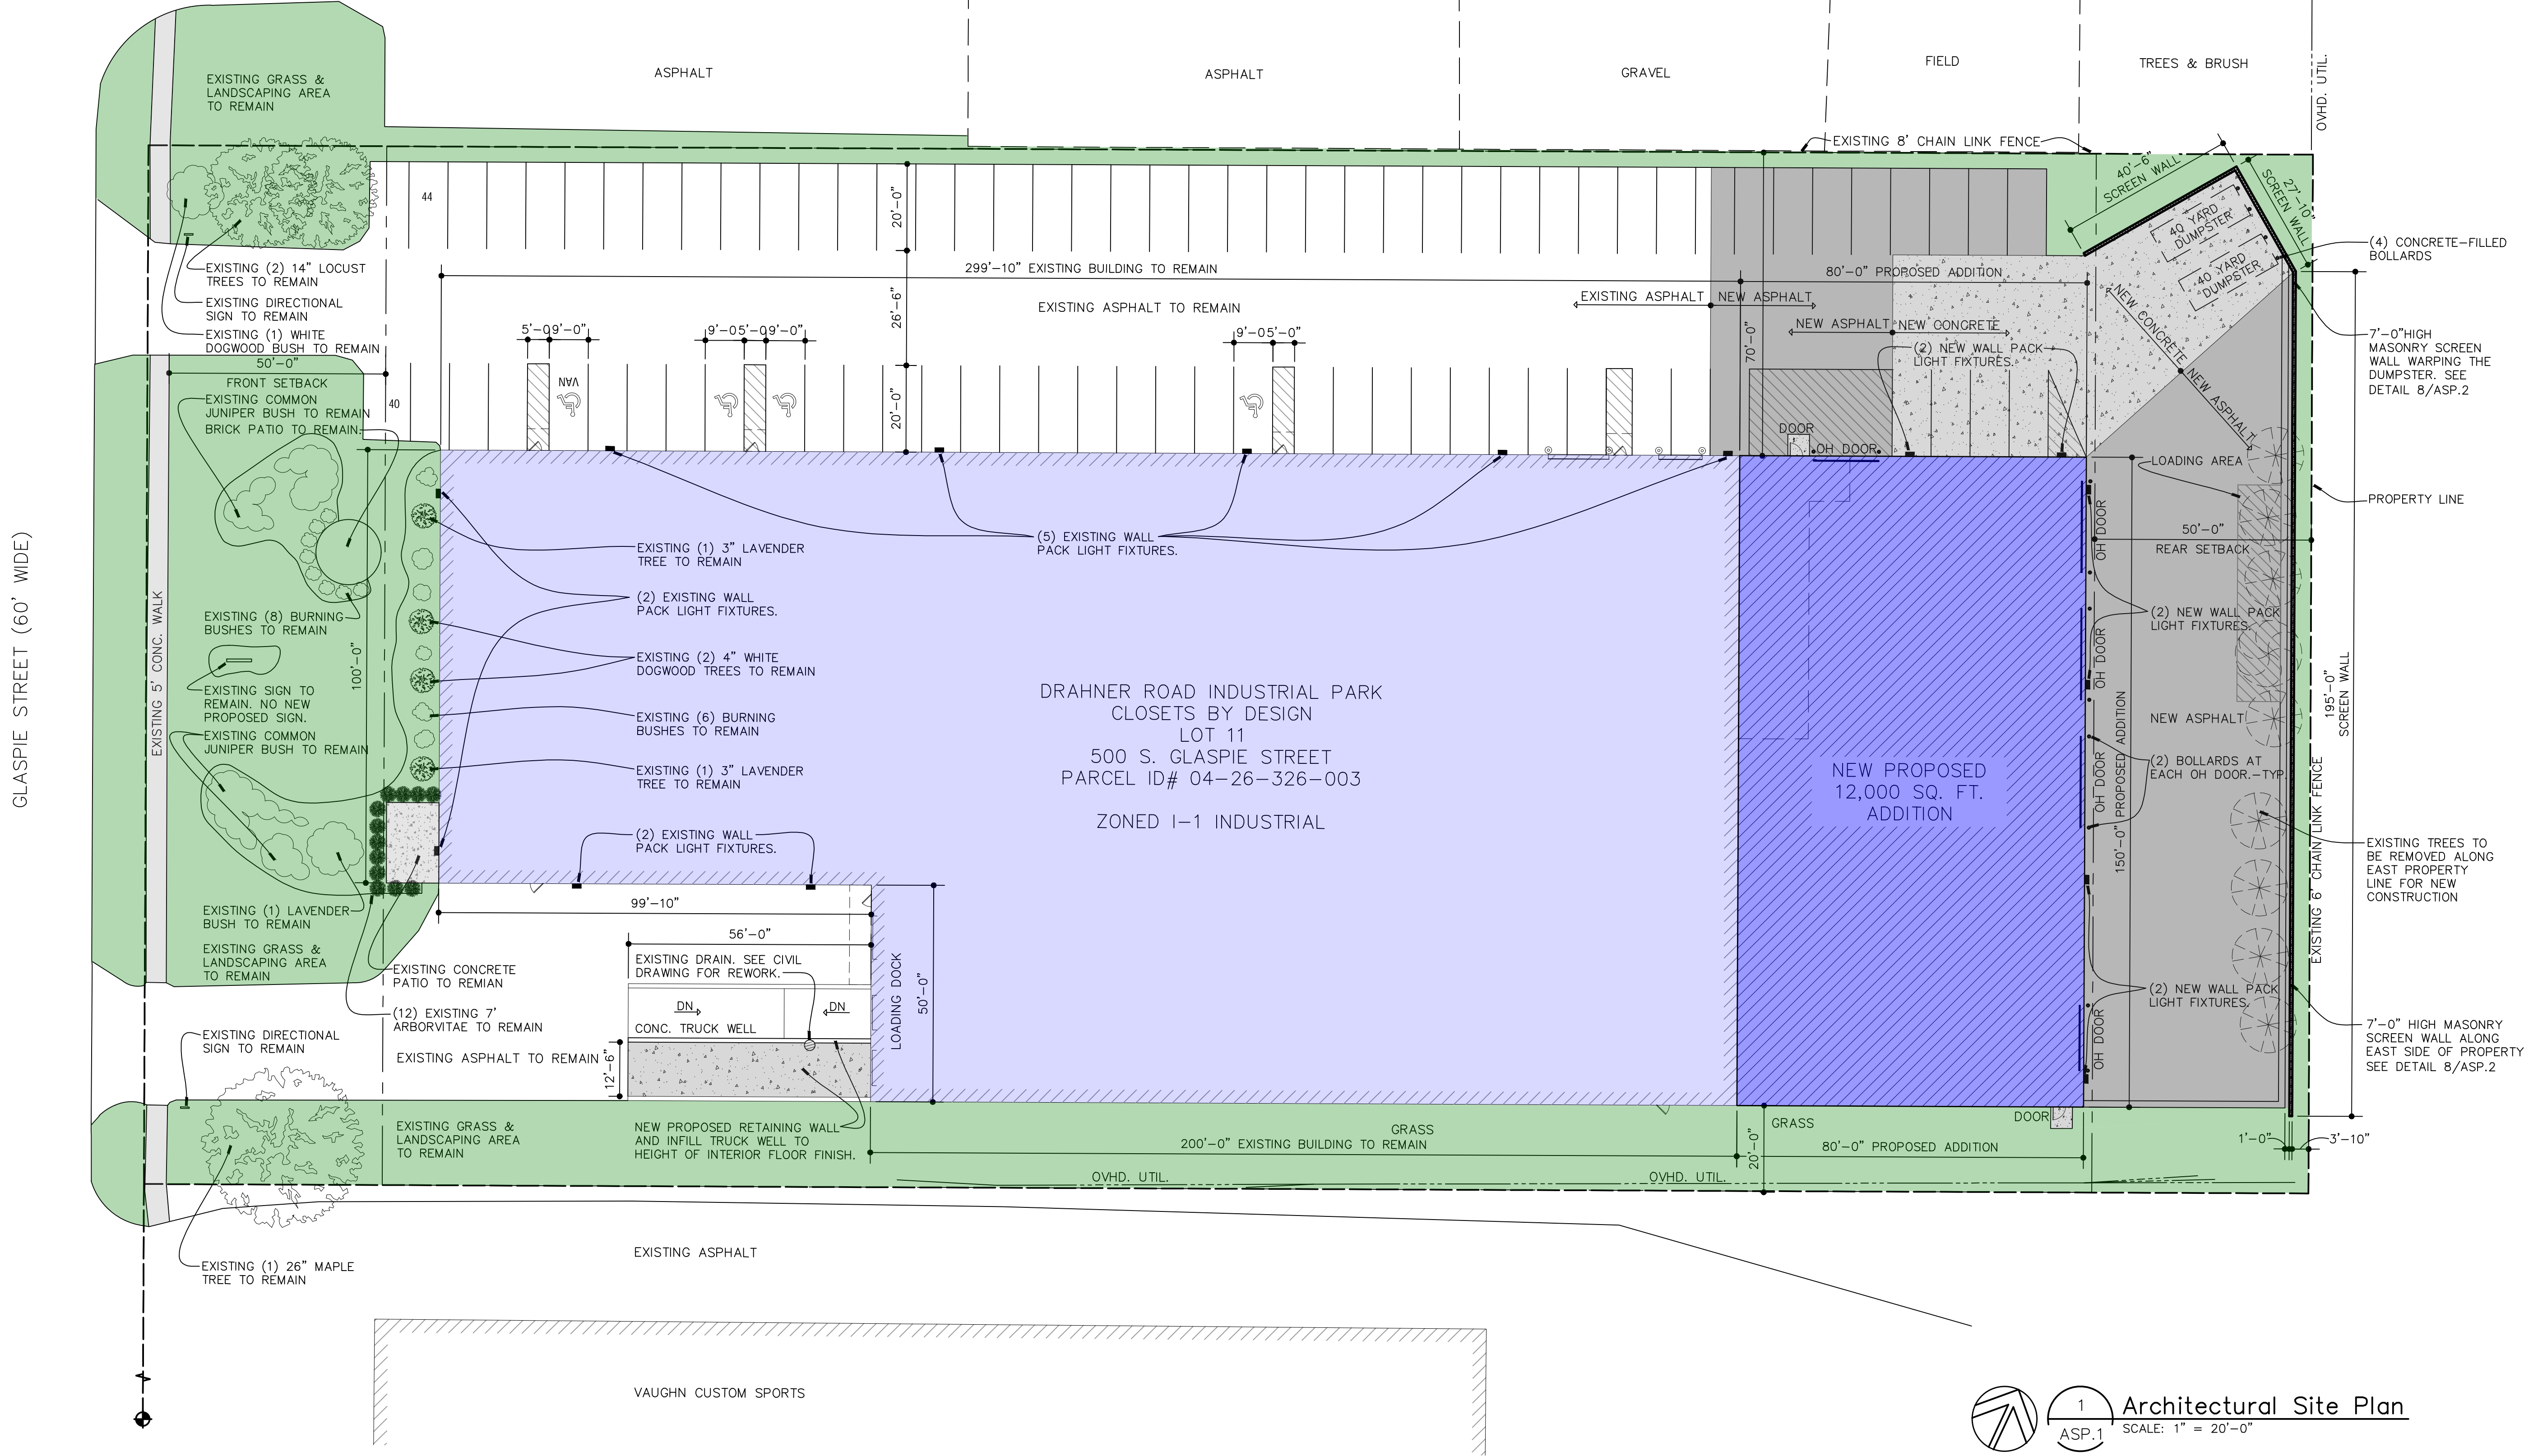 ASPHALT
ASPHALT
GRAVEL
FIELD
TREES & BRUSH
OVHD. UTIL.
EXISTING GRASS &
LANDSCAPING AREA
TO REMAIN
EXISTING 8' CHAIN LINK FENCE
40'-6"
SCREEN WALL
27'-10"
SCREEN WALL
44
20'-0"
40 YARD
DUMPSTER
40 YARD
DUMPSTER
(4) CONCRETE-FILLED
BOLLARDS
EXISTING (2) 14" LOCUST
TREES TO REMAIN
299'-10" EXISTING BUILDING TO REMAIN
80'-0" PROPOSED ADDITION
EXISTING DIRECTIONAL
SIGN TO REMAIN
EXISTING ASPHALT TO REMAIN
EXISTING ASPHALT
NEW ASPHALT
26'-6"
NEW ASPHALT
NEW CONCRETE
NEW CONCRETE
NEW ASPHALT
EXISTING (1) WHITE
DOGWOOD BUSH TO REMAIN
5'-0
9'-0"
9'-0
5'-0
9'-0"
9'-0
5'-0"
70'-0"
(2) NEW WALL PACK
LIGHT FIXTURES.
7'-0"HIGH
MASONRY SCREEN
WALL WARPING THE
DUMPSTER. SEE
DETAIL 8/ASP.2
50'-0"
FRONT SETBACK
EXISTING COMMON
JUNIPER BUSH TO REMAIN
BRICK PATIO TO REMAIN.
40
VAN
20'-0"
DOOR
OH DOOR
LOADING AREA
PROPERTY LINE
50'-0"
REAR SETBACK
OH DOOR
GLASPIE STREET (60' WIDE)
EXISTING 5' CONC. WALK
100'-0"
EXISTING (1) 3" LAVENDER
TREE TO REMAIN
(5) EXISTING WALL
PACK LIGHT FIXTURES.
(2) EXISTING WALL
PACK LIGHT FIXTURES.
EXISTING (8) BURNING
BUSHES TO REMAIN
(2) NEW WALL PACK
LIGHT FIXTURES.
OH DOOR
EXISTING (2) 4" WHITE
DOGWOOD TREES TO REMAIN
EXISTING SIGN TO
REMAIN. NO NEW
PROPOSED SIGN.
EXISTING COMMON
JUNIPER BUSH TO REMAIN
EXISTING (6) BURNING
BUSHES TO REMAIN
DRAHNER ROAD INDUSTRIAL PARK
CLOSETS BY DESIGN
LOT 11
500 S. GLASPIE STREET
PARCEL ID# 04-26-326-003
ZONED I-1 INDUSTRIAL
NEW PROPOSED
12,000 SQ. FT.
ADDITION
195'-0"
SCREEN WALL
NEW ASPHALT
150'-0" PROPOSED ADDITION
(2) BOLLARDS AT
EACH OH DOOR.-TYP.
OH DOOR
EXISTING 6' CHAIN LINK FENCE
EXISTING (1) 3" LAVENDER
TREE TO REMAIN
(2) EXISTING WALL
PACK LIGHT FIXTURES.
EXISTING TREES TO
BE REMOVED ALONG
EAST PROPERTY
LINE FOR NEW
CONSTRUCTION
EXISTING (1) LAVENDER
BUSH TO REMAIN
99'-10"
56'-0"
EXISTING GRASS &
LANDSCAPING AREA
TO REMAIN
EXISTING CONCRETE
PATIO TO REMIAN
EXISTING DRAIN. SEE CIVIL
DRAWING FOR REWORK.
LOADING DOCK
50'-0"
(2) NEW WALL PACK
LIGHT FIXTURES.
DN
DN
CONC. TRUCK WELL
(12) EXISTING 7'
ARBORVITAE TO REMAIN
EXISTING DIRECTIONAL
SIGN TO REMAIN
EXISTING ASPHALT TO REMAIN
12'-6"
OH DOOR
7'-0" HIGH MASONRY
SCREEN WALL ALONG
EAST SIDE OF PROPERTY
SEE DETAIL 8/ASP.2
EXISTING GRASS &
LANDSCAPING AREA
TO REMAIN
NEW PROPOSED RETAINING WALL
AND INFILL TRUCK WELL TO
HEIGHT OF INTERIOR FLOOR FINISH.
GRASS
GRASS
DOOR
200'-0" EXISTING BUILDING TO REMAIN
20'-0"
80'-0" PROPOSED ADDITION
1'-0"
3'-10"
OVHD. UTIL.
OVHD. UTIL.
EXISTING ASPHALT
EXISTING (1) 26" MAPLE
TREE TO REMAIN
VAUGHN CUSTOM SPORTS
1
ASP.1
Architectural Site Plan
SCALE: 1" = 20'-0"